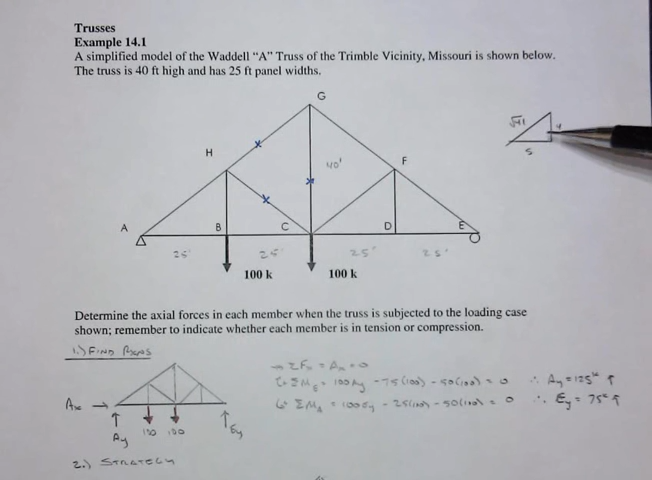 Trusses
Example 14.1
A simplified model of the Waddell “A” Truss of the Trimble Vicinity, Missouri is shown below.
The truss is 40 ft high and has 25 ft panel widths.
G
√41
4
5
H
40'
F
A
B
C
D
E
25'
25'
25'
25'
100 k
100 k
Determine the axial forces in each member when the truss is subjected to the loading case
shown; remember to indicate whether each member is in tension or compression.
1.) FIND RXNS
→ ΣFx = Ax = 0
ΣME = 100Ay - 75(100) - 50(100) = 0 ∴ Ay = 125k ↑
ΣMA = 100Ey - 25(100) - 50(100) = 0 ∴ Ey = 75k ↑
Ax →
Ay
100
100
Ey
2.) STRATEGY